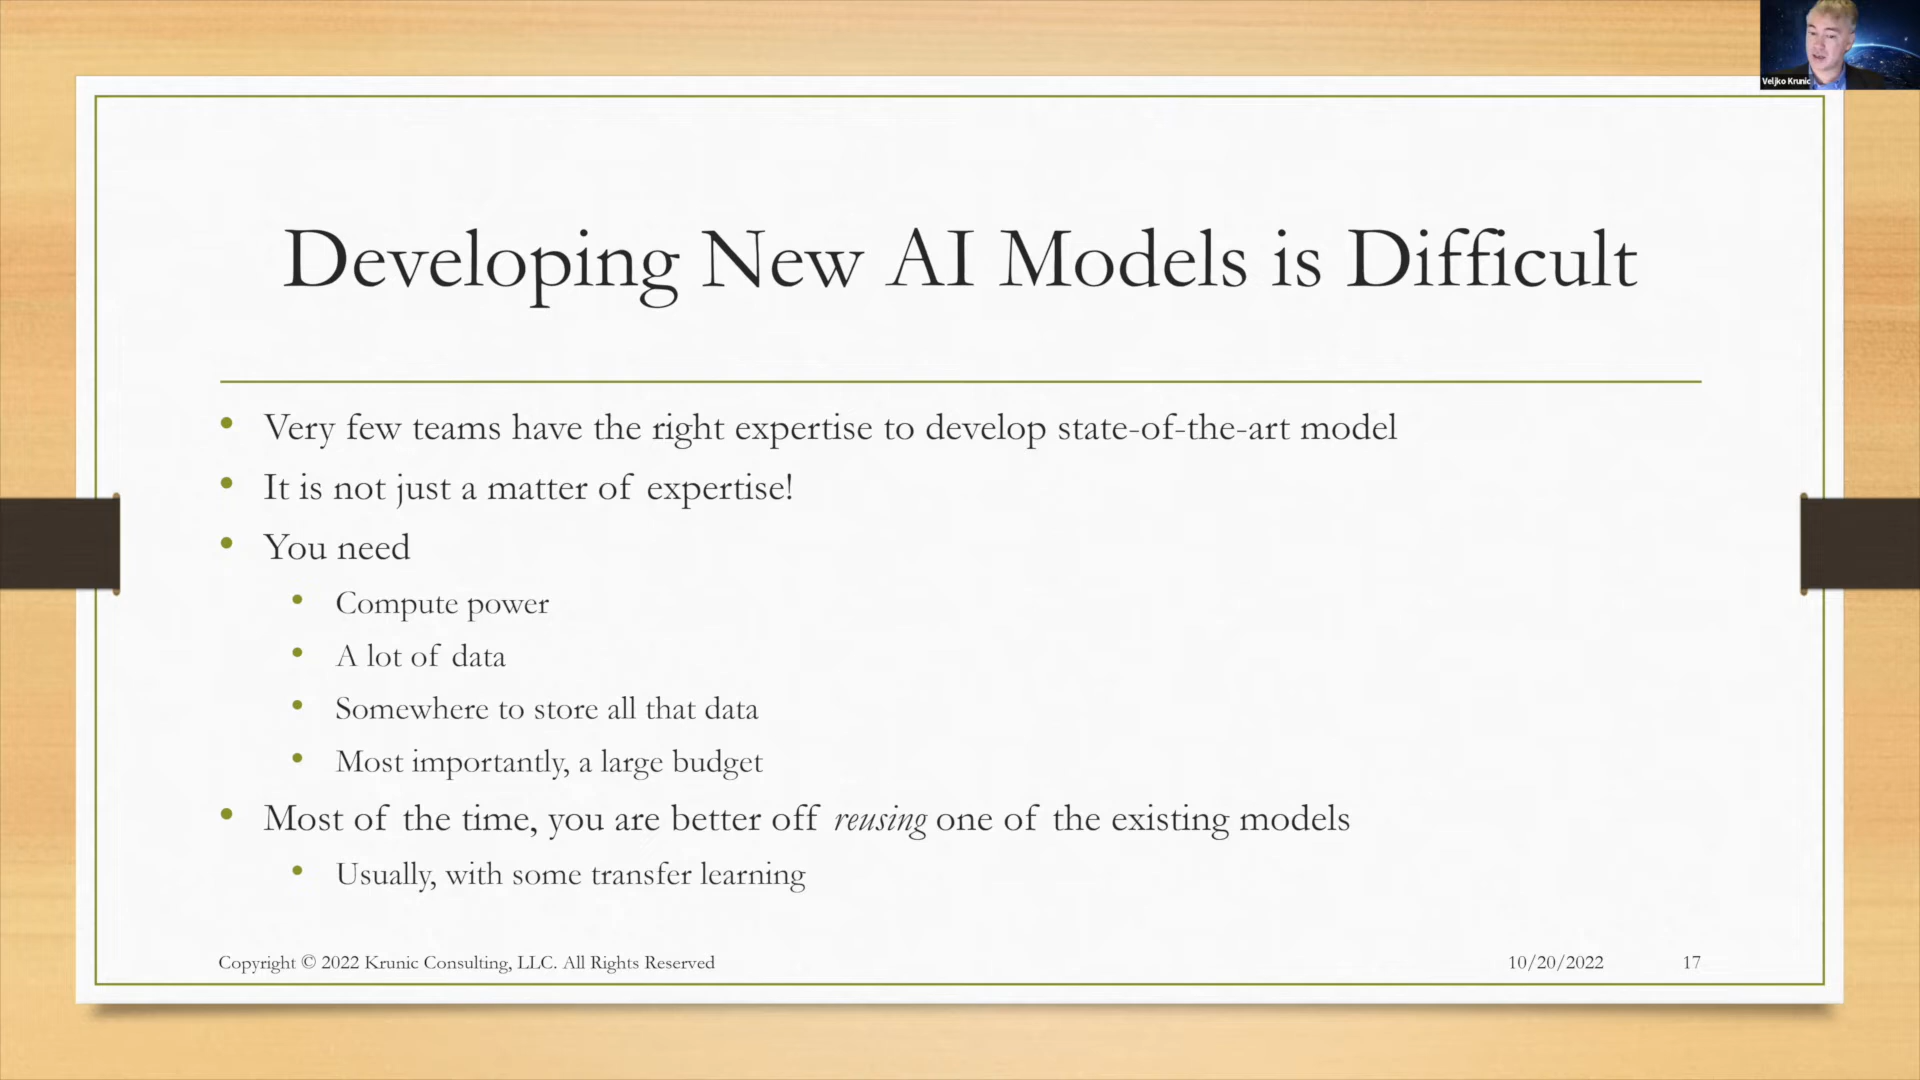 Veljko Krunic
Developing New AI Models is Difficult
• Very few teams have the right expertise to develop state-of-the-art model
• It is not just a matter of expertise!
• You need
• Compute power
• A lot of data
• Somewhere to store all that data
• Most importantly, a large budget
• Most of the time, you are better off reusing one of the existing models
• Usually, with some transfer learning
Copyright © 2022 Krunic Consulting, LLC. All Rights Reserved 10/20/2022 17